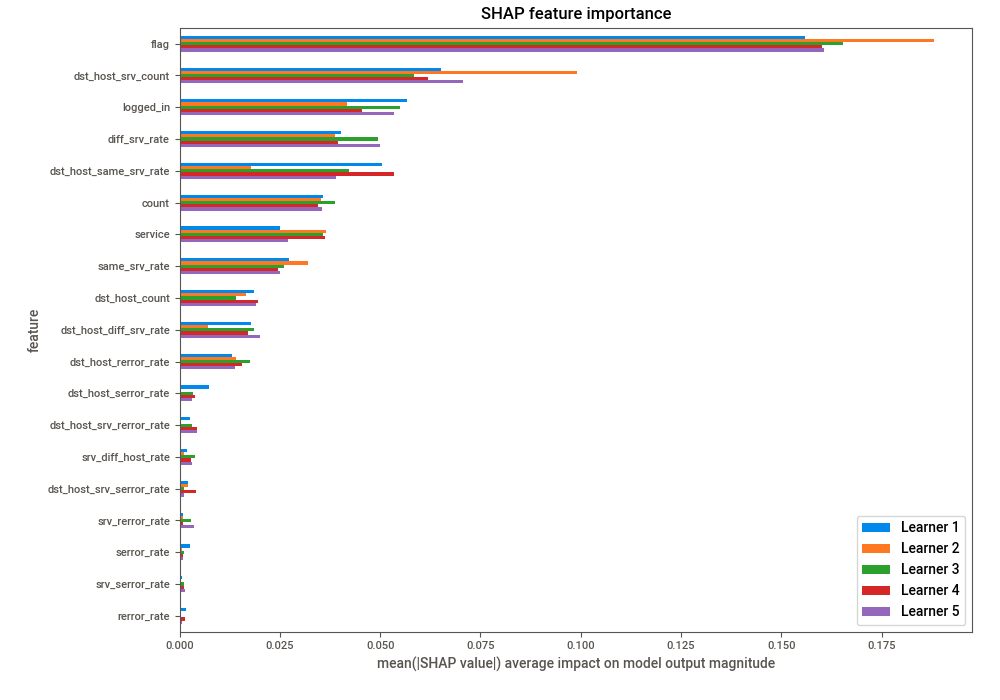 SHAP feature importance
flag
dst_host_srv_count
logged_in
diff_srv_rate
dst_host_same_srv_rate
count
service
same_srv_rate
dst_host_count
dst_host_diff_srv_rate
dst_host_rerror_rate
dst_host_serror_rate
dst_host_srv_rerror_rate
srv_diff_host_rate
dst_host_srv_serror_rate
srv_rerror_rate
serror_rate
srv_serror_rate
rerror_rate
feature
Learner 1
Learner 2
Learner 3
Learner 4
Learner 5
0.000 0.025 0.050 0.075 0.100 0.125 0.150 0.175
mean(|SHAP value|) average impact on model output magnitude